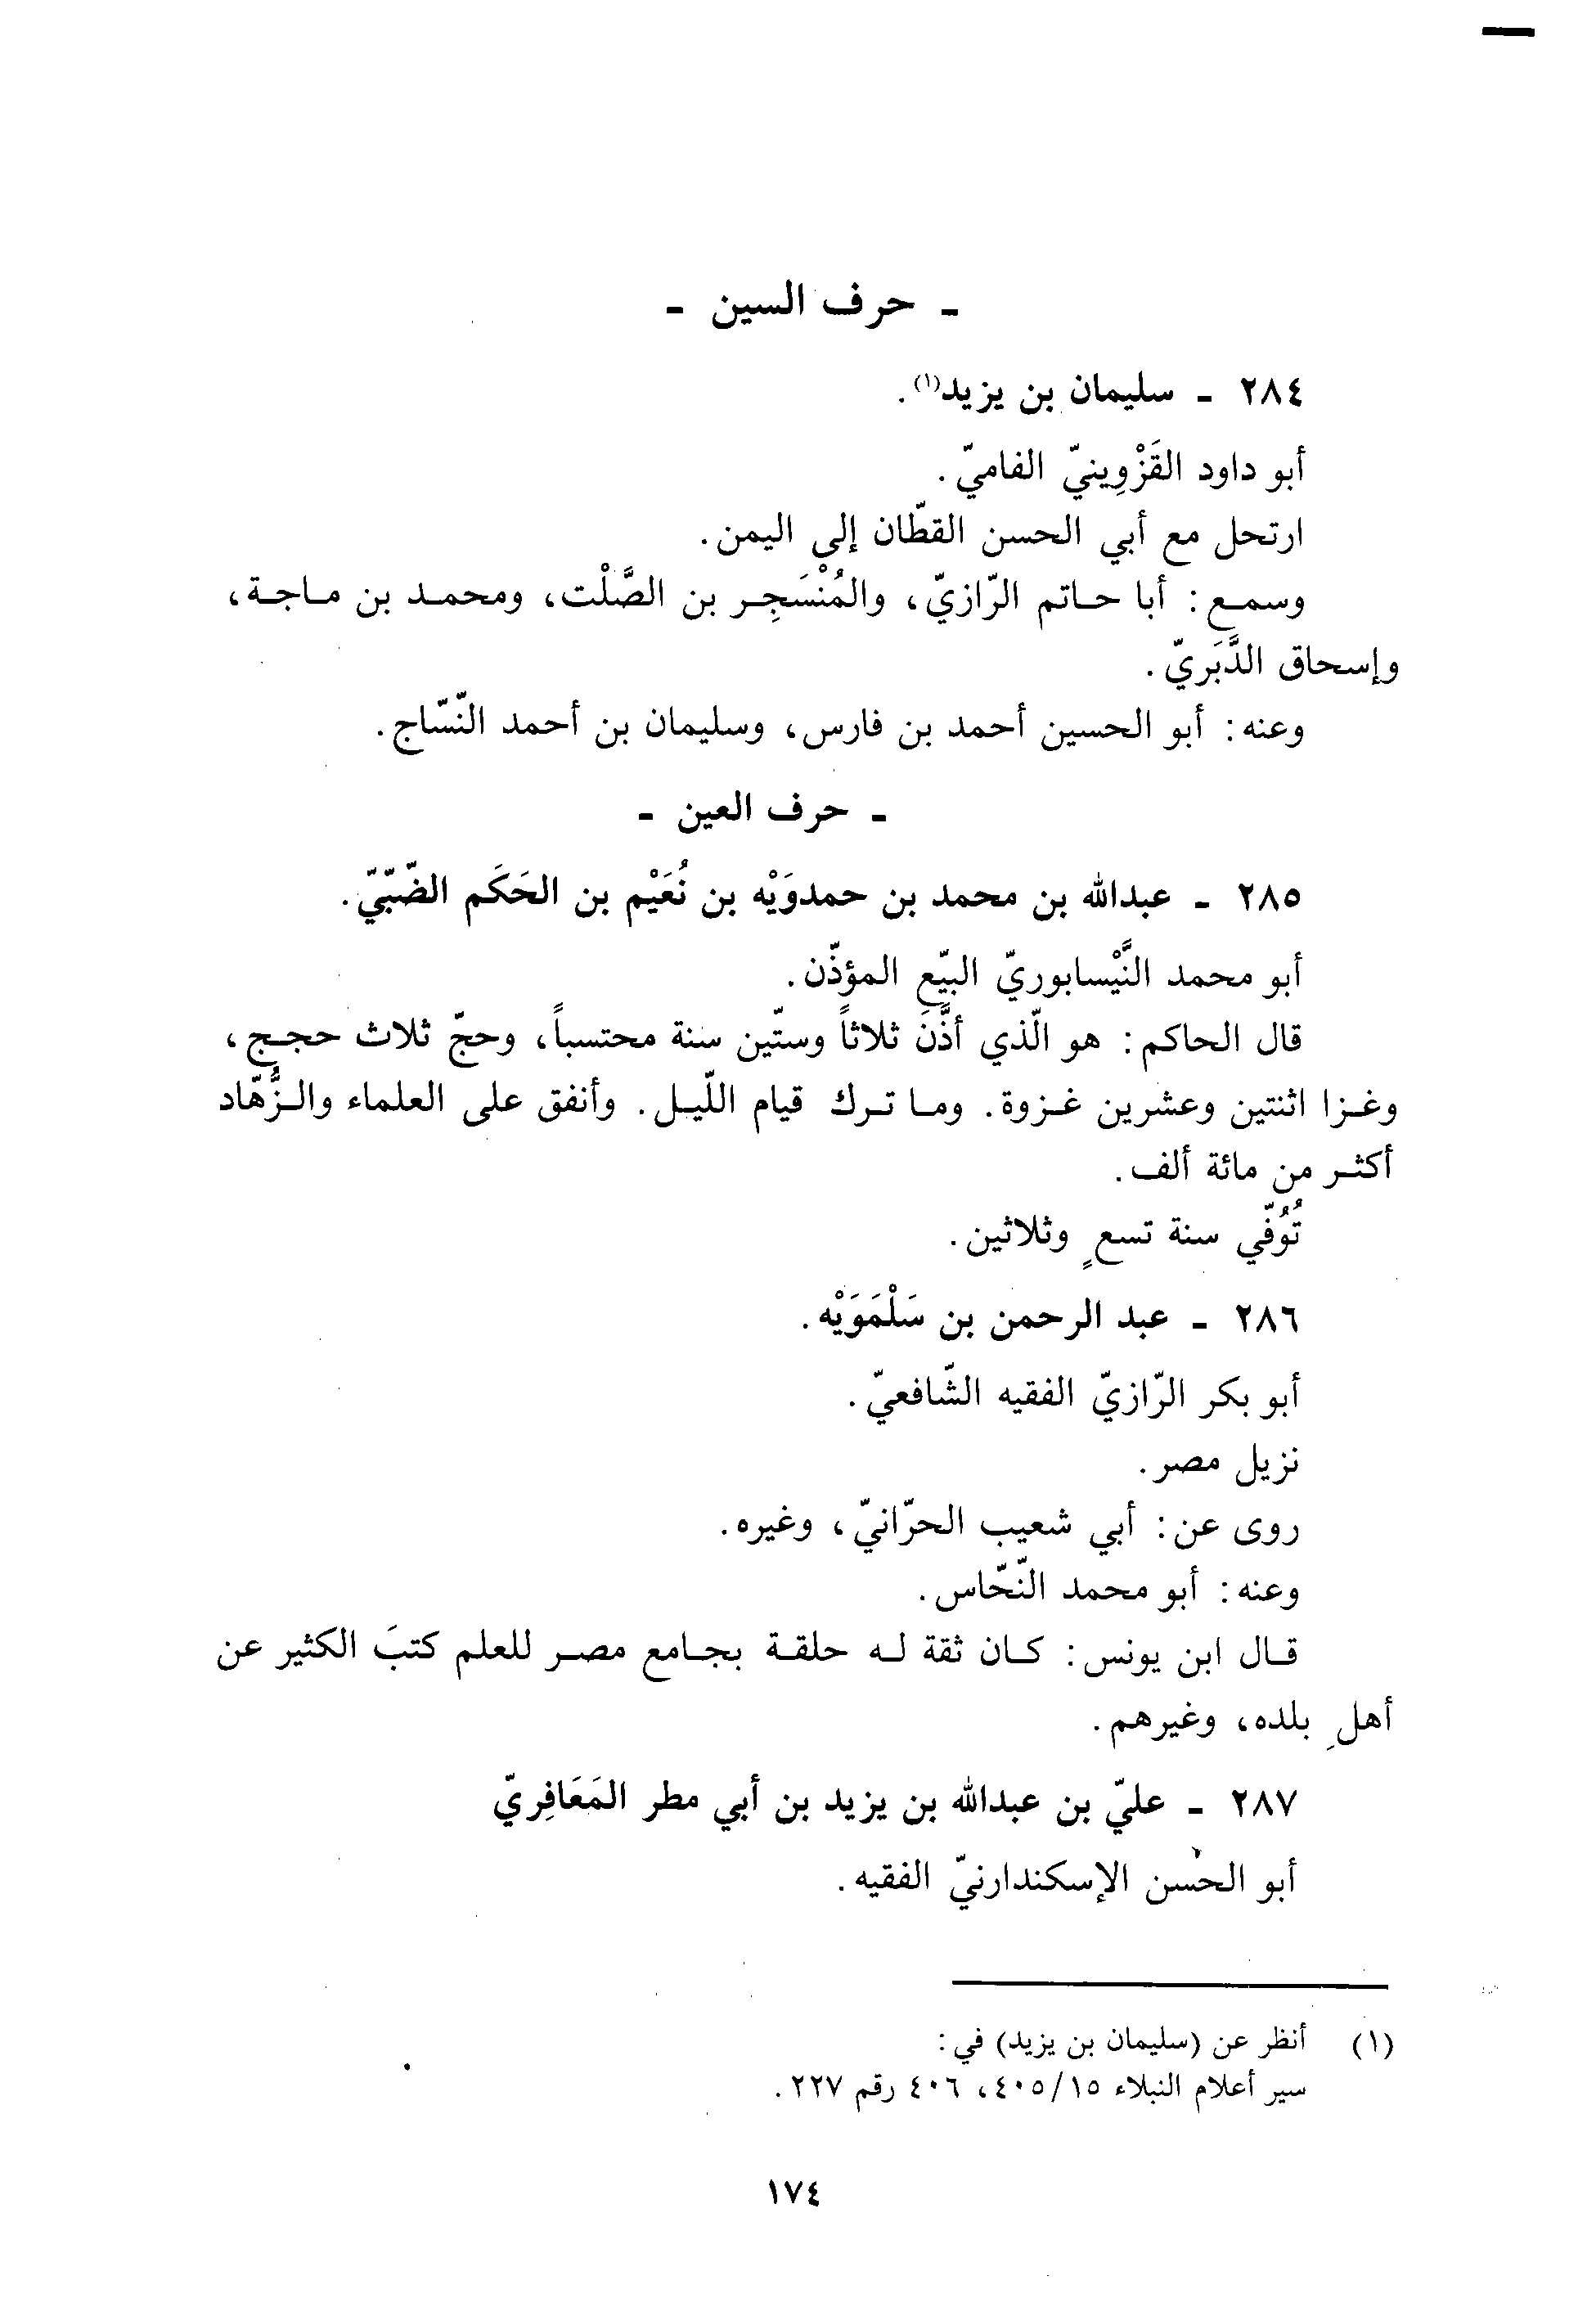 - حرف السين -
٢٨٤ - سليمان بن يزيد(١).
أبو داود القَزْوِينيّ الفاميّ.
ارتحل مع أبي الحسن القطّان إلى اليمن.
وسمع: أبا حاتم الرّازيّ، والمُنْسَجِر بن الصَّلْت، ومحمد بن ماجة،
وإسحاق الدَّبَريّ.
وعنه: أبو الحسين أحمد بن فارس، وسليمان بن أحمد النّسّاج.
- حرف العين -
٢٨٥ - عبدالله بن محمد بن حمدوَيْه بن نُعَيْم بن الحَكَم الضّبّيّ.
أبو محمد النَّيْسابوريّ البيّع المؤذّن.
قال الحاكم: هو الّذي أذَّنَ ثلاثاً وستّين سنة محتسباً، وحجّ ثلاث حجج،
وغزا اثنتين وعشرين غزوة. وما ترك قيام اللّيل. وأنفق على العلماء والزُّهّاد
أكثر من مائة ألف.
تُوُفّي سنة تسعٍ وثلاثين.
٢٨٦ - عبد الرحمن بن سَلْمَوَيْه.
أبو بكر الرّازيّ الفقيه الشّافعيّ.
نزيل مصر.
روى عن: أبي شعيب الحرّانيّ، وغيره.
وعنه: أبو محمد النّحّاس.
قال ابن يونس: كان ثقة له حلقة بجامع مصر للعلم كتبَ الكثير عن
أهلِ بلده، وغيرهم.
٢٨٧ - عليّ بن عبدالله بن يزيد بن أبي مطر المَعَافِريّ
أبو الحسن الإسكندارنيّ الفقيه.
(١) أنظر عن (سليمان بن يزيد) في:
سير أعلام النبلاء ٤٠٥/١٥، ٤٠٦ رقم ٢٢٧.
١٧٤